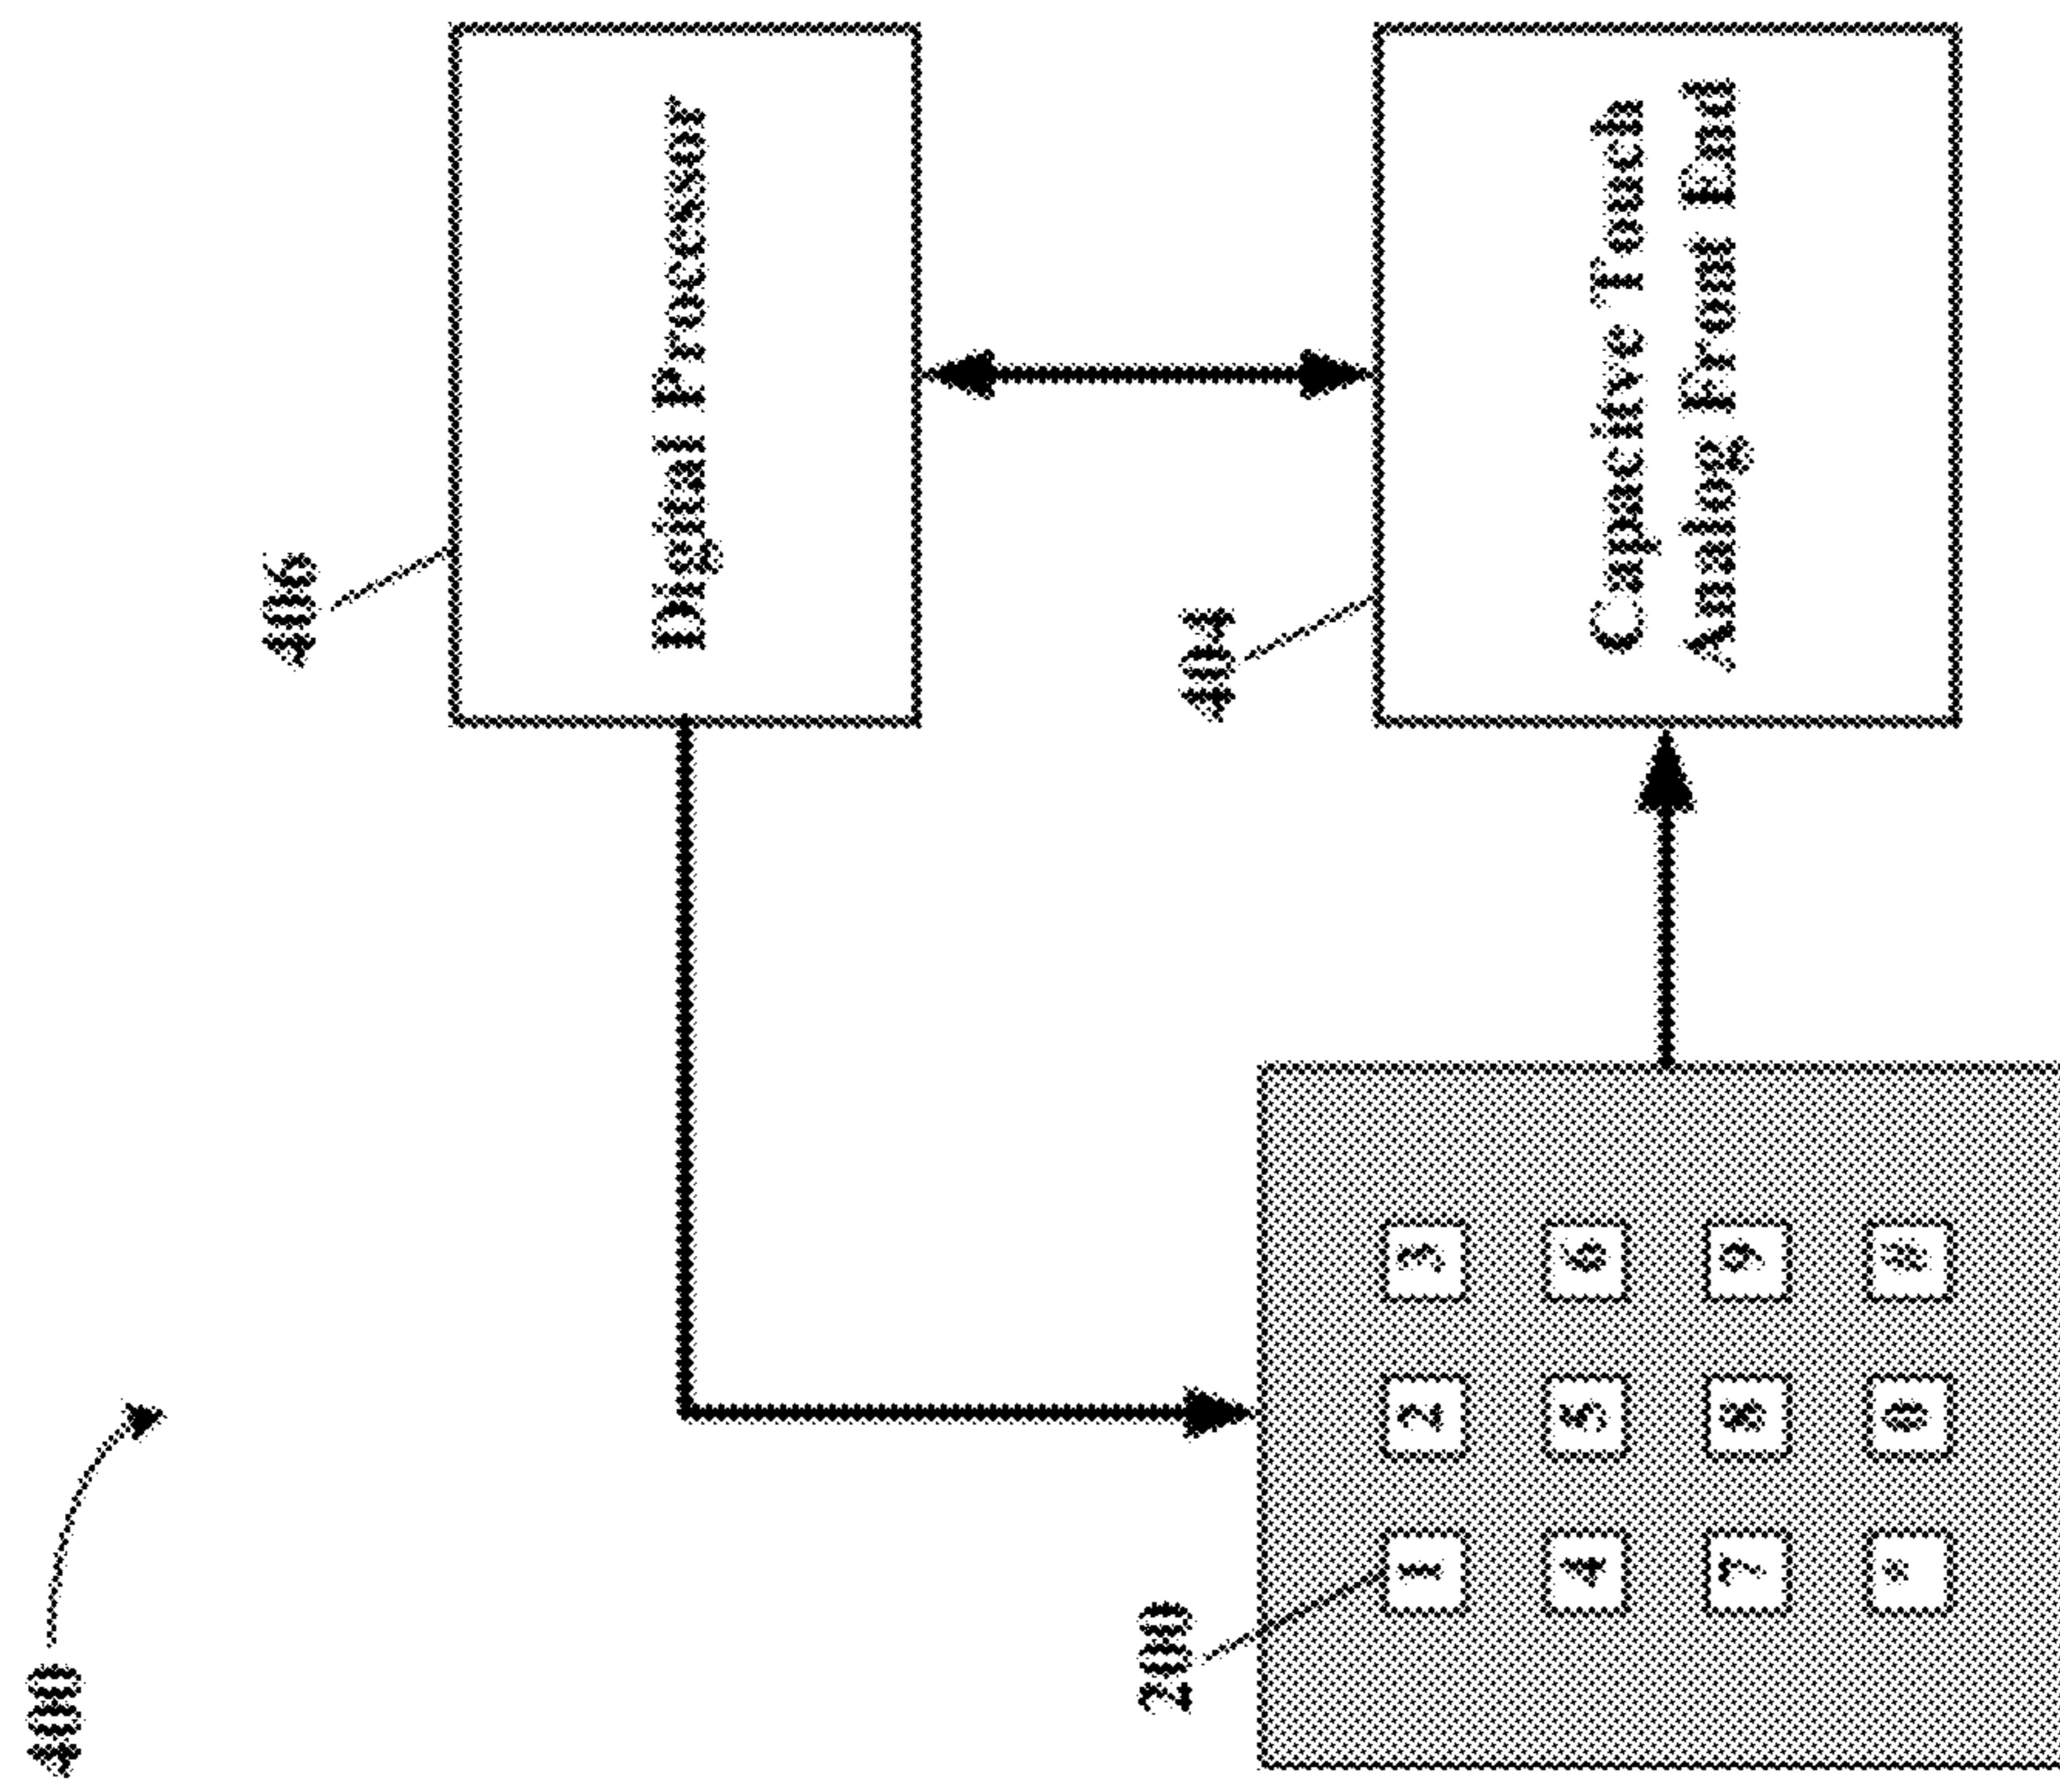 400
406
Digital Processor
404
Capacitive Touch
Analog Front End
200
1 2 3
4 5 6
7 8 9
* 0 #